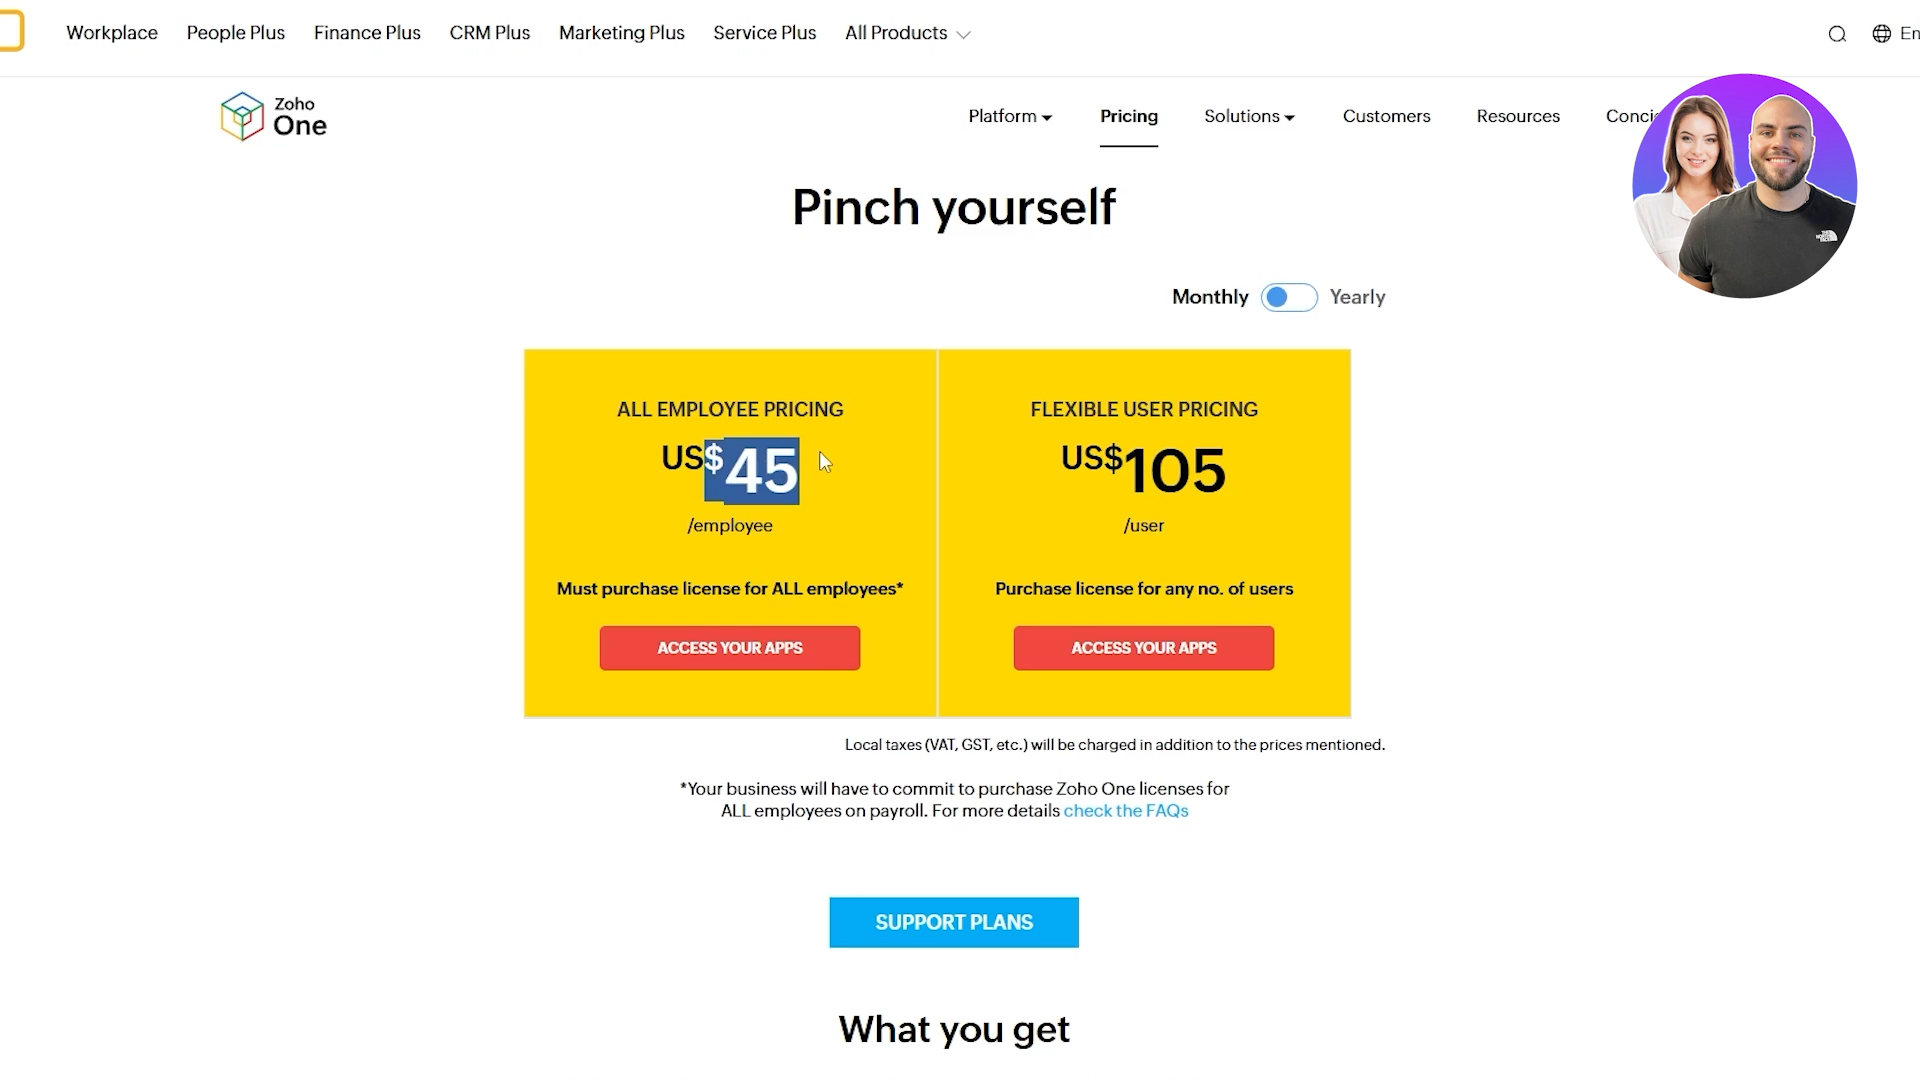 Workplace People Plus Finance Plus CRM Plus Marketing Plus Service Plus All Products
En
Zoho
One
Platform Pricing Solutions Customers Resources
Pinch yourself
Monthly Yearly
ALL EMPLOYEE PRICING
US$45
/employee
Must purchase license for ALL employees*
ACCESS YOUR APPS
FLEXIBLE USER PRICING
US$105
/user
Purchase license for any no. of users
ACCESS YOUR APPS
Local taxes (VAT, GST, etc.) will be charged in addition to the prices mentioned.
*Your business will have to commit to purchase Zoho One licenses for
ALL employees on payroll. For more details check the FAQs
SUPPORT PLANS
What you get